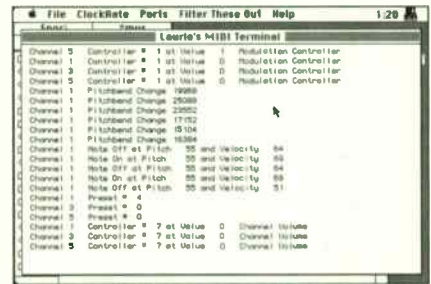 File ClockRate Ports Filter These Out Help 1:20
Laurie's MIDI Terminal
Channel 5 Controller # 1 at Value 1 Modulation Controller
Channel 1 Controller # 1 at Value 0 Modulation Controller
Channel 3 Controller # 1 at Value 0 Modulation Controller
Channel 5 Controller # 1 at Value 0 Modulation Controller
Channel 1 Pitchbend Change
Channel 1 Pitchbend Change
Channel 1 Pitchbend Change
Channel 1 Pitchbend Change 17152
Channel 1 Pitchbend Change 15104
Channel 1 Pitchbend Change 16384
Channel 1 Note Off at Pitch 55 and Velocity 64
Channel 1 Note On at Pitch 55 and Velocity
Channel 1 Note Off at Pitch 55 and Velocity 64
Channel 1 Note On at Pitch 55 and Velocity
Channel 1 Note Off at Pitch 55 and Velocity 51
Channel 1 Preset = 4
Channel 3 Preset = 0
Channel 5 Preset = 0
Channel 1 Controller # 7 at Value 0 Channel Volume
Channel 3 Controller # 7 at Value 0 Channel Volume
Channel 5 Controller # 7 at Value 0 Channel Volume